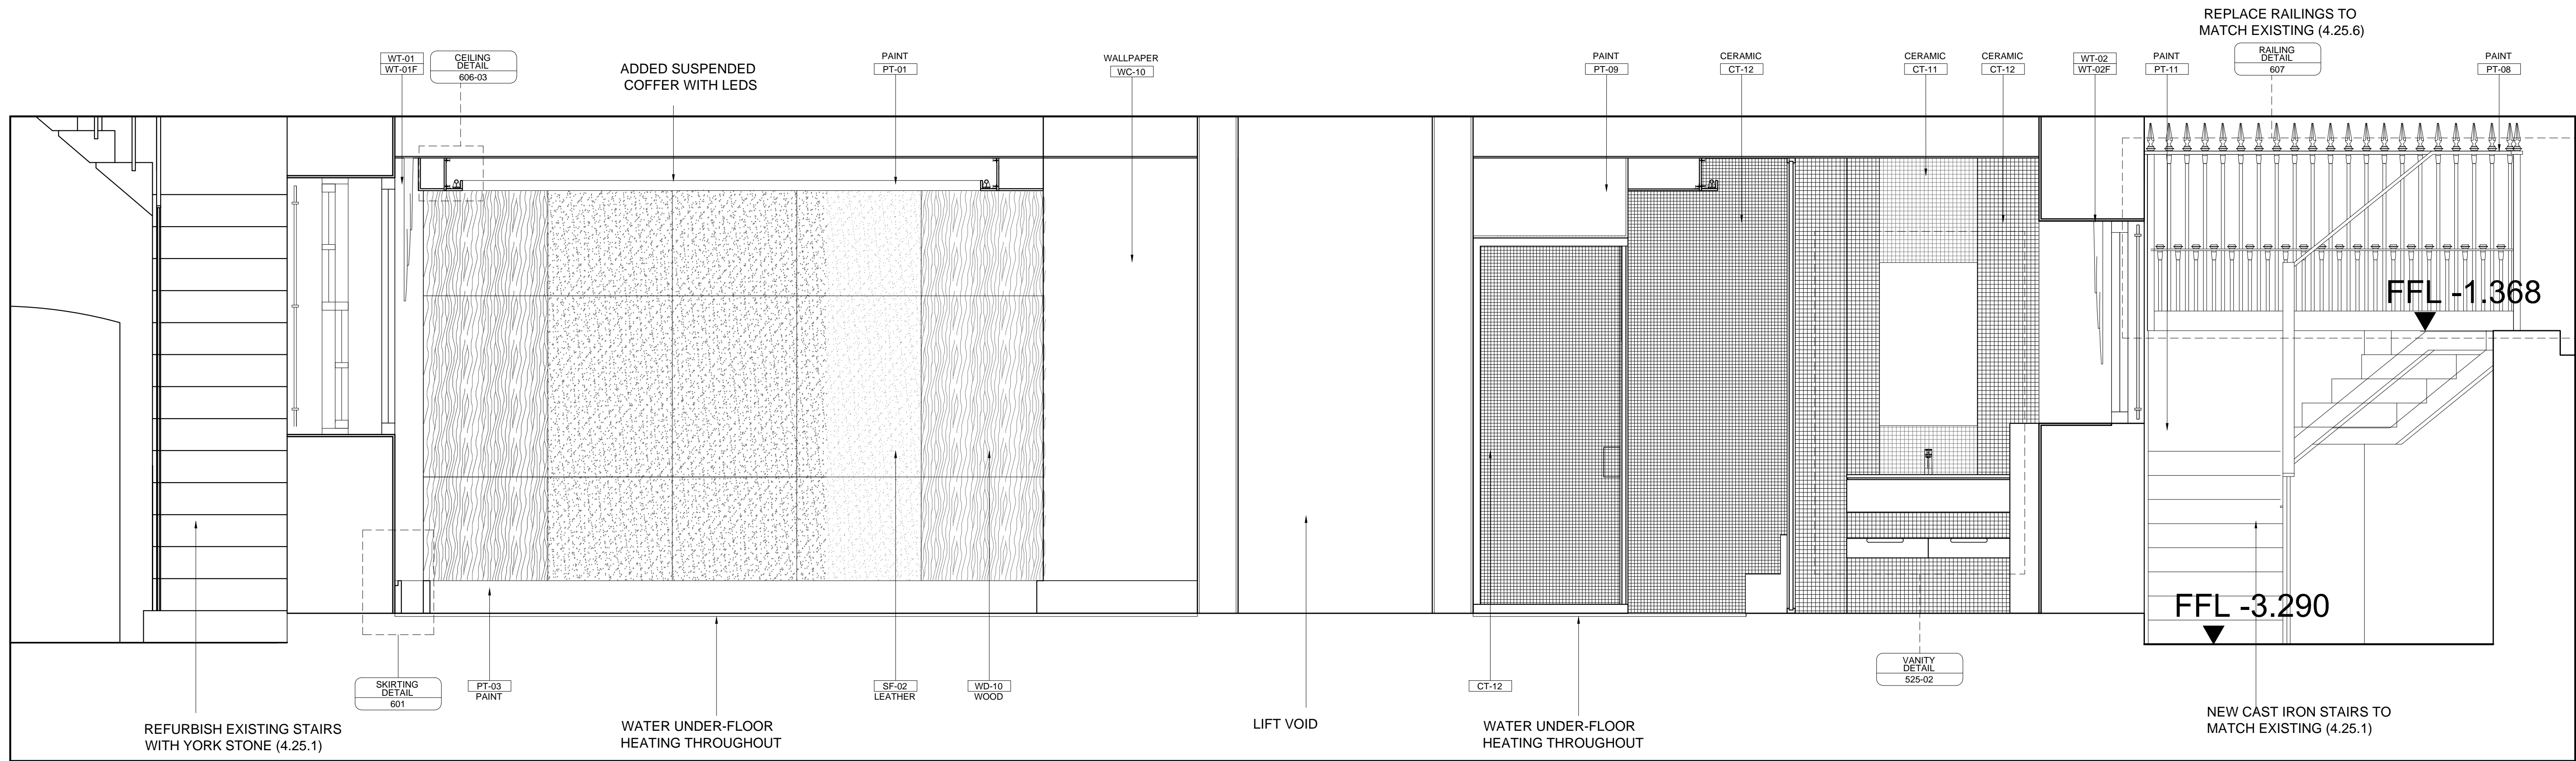 REPLACE RAILINGS TO
MATCH EXISTING (4.25.6)
WT-01
WT-01F
CEILING
DETAIL
606-03
ADDED SUSPENDED
COFFER WITH LEDS
PAINT
PT-01
WALLPAPER
WC-10
PAINT
PT-09
CERAMIC
CT-12
CERAMIC
CT-11
CERAMIC
CT-12
WT-02
WT-02F
PAINT
PT-11
RAILING
DETAIL
607
PAINT
PT-08
FFL -1.368
FFL -3.290
SKIRTING
DETAIL
601
PT-03
PAINT
SF-02
LEATHER
WD-10
WOOD
CT-12
VANITY
DETAIL
525-02
REFURBISH EXISTING STAIRS
WITH YORK STONE (4.25.1)
WATER UNDER-FLOOR
HEATING THROUGHOUT
LIFT VOID
WATER UNDER-FLOOR
HEATING THROUGHOUT
NEW CAST IRON STAIRS TO
MATCH EXISTING (4.25.1)